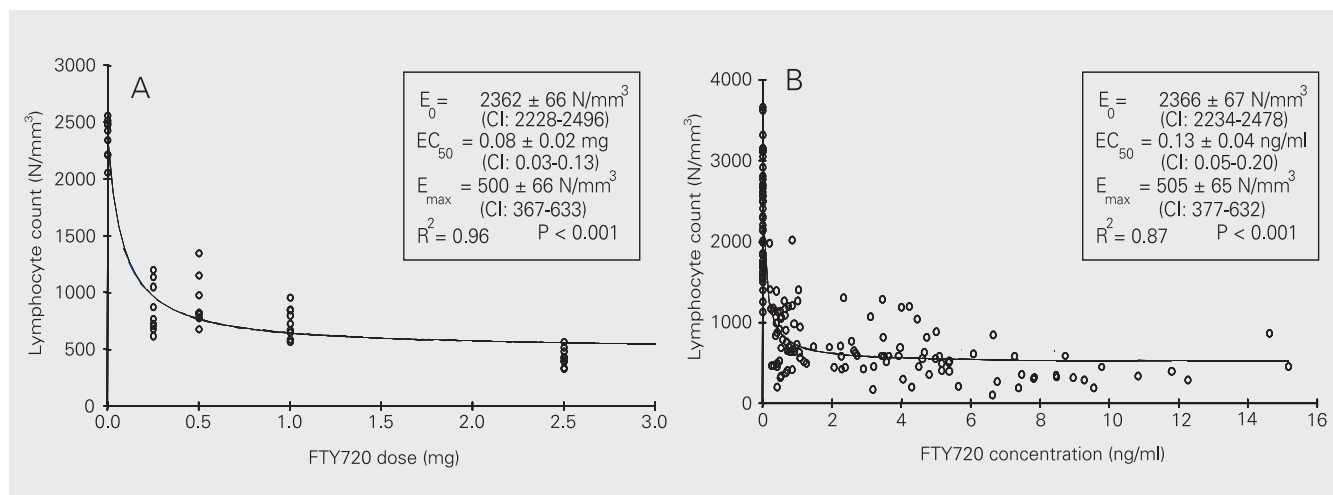 A
3000
2500
2000
1500
1000
500
0
Lymphocyte count (N/mm³)
E₀= 2362 ± 66 N/mm³
(CI: 2228-2496)
EC₅₀ = 0.08 ± 0.02 mg
(CI: 0.03-0.13)
Eₘₐₓ = 500 ± 66 N/mm³
(CI: 367-633)
R² = 0.96 P < 0.001
0.0 0.5 1.0 1.5 2.0 2.5 3.0
FTY720 dose (mg)
B
4000
3000
2000
1000
0
Lymphocyte count (N/mm³)
E₀= 2366 ± 67 N/mm³
(CI: 2234-2478)
EC₅₀ = 0.13 ± 0.04 ng/ml
(CI: 0.05-0.20)
Eₘₐₓ = 505 ± 65 N/mm³
(CI: 377-632)
R² = 0.87 P < 0.001
0 2 4 6 8 10 12 14 16
FTY720 concentration (ng/ml)